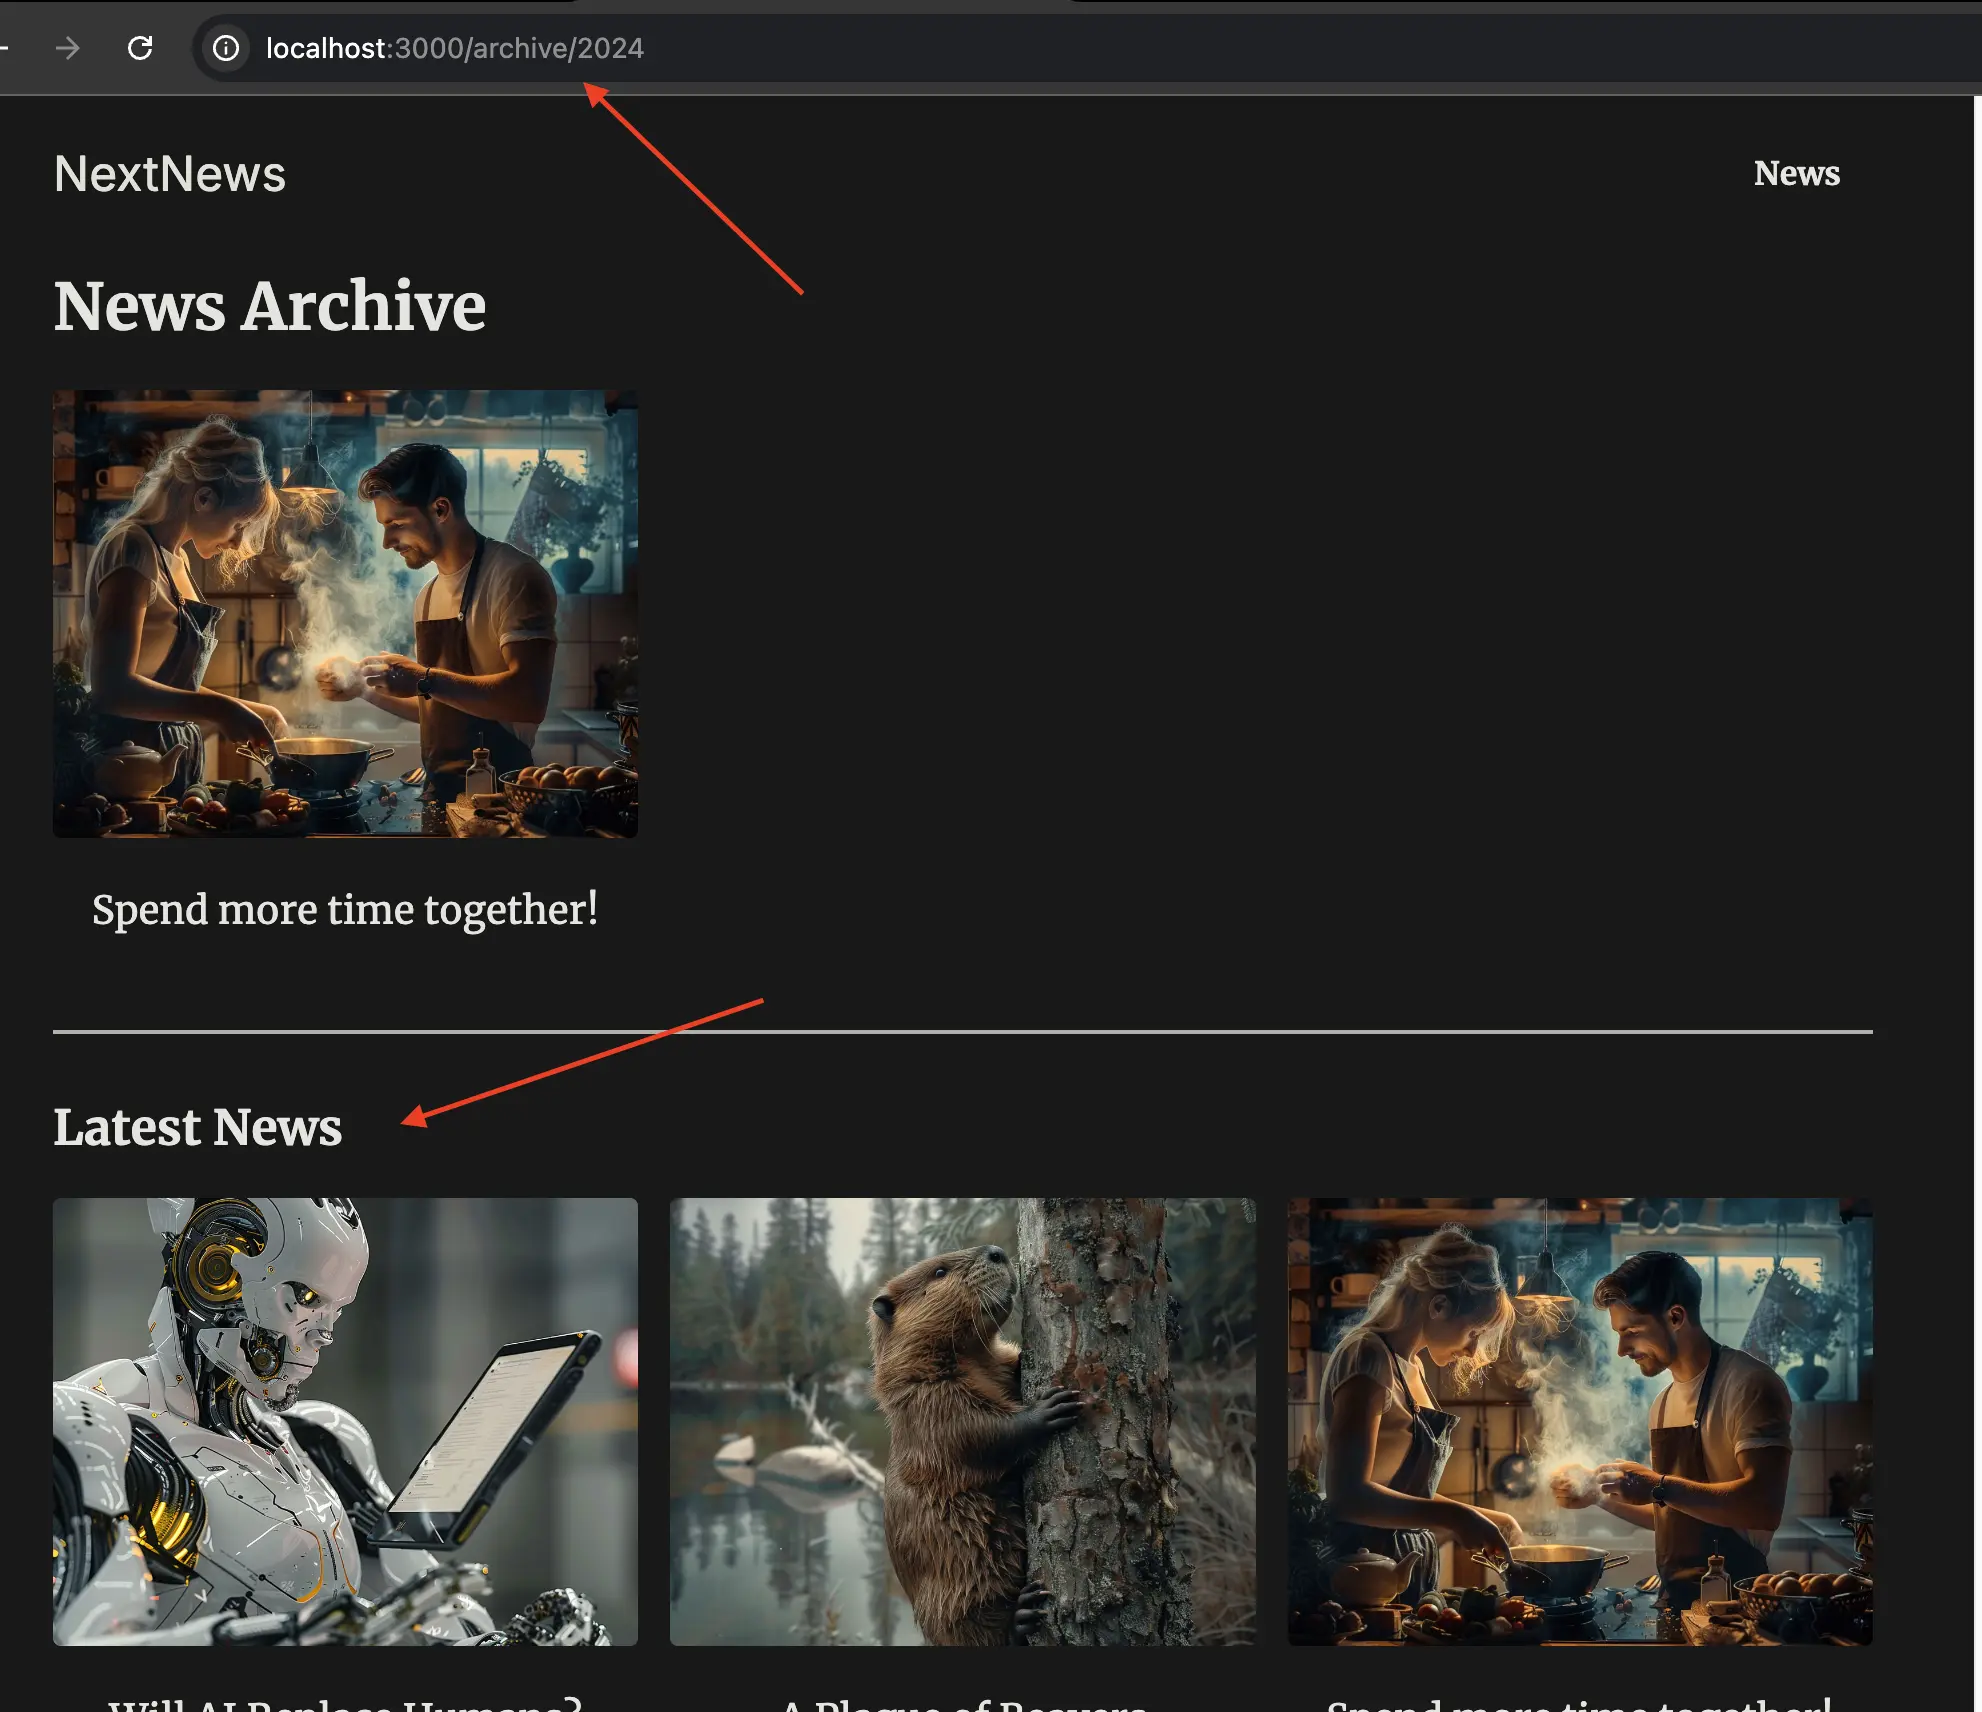 localhost:3000/archive/2024
NextNews
News
News Archive
Spend more time together!
Latest News
Will AI Replace Humans?
A Plague of Beavers
Spend more time together!